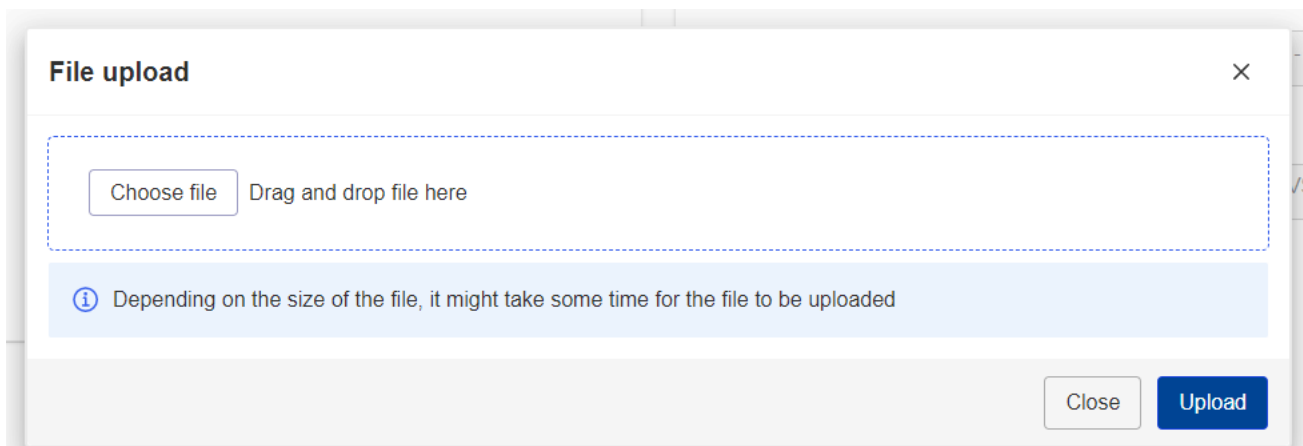 File upload
Choose file Drag and drop file here
Depending on the size of the file, it might take some time for the file to be uploaded
Close Upload